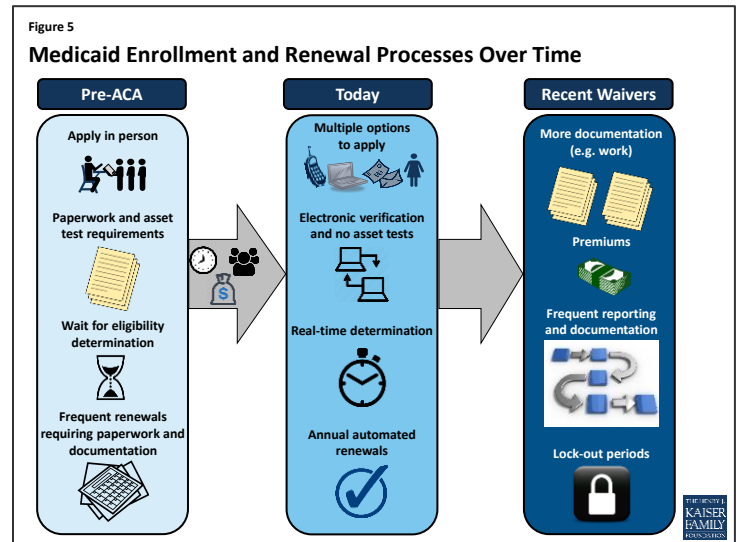 Figure 5
Medicaid Enrollment and Renewal Processes Over Time
Pre-ACA
Apply in person
Paperwork and asset
test requirements
Wait for eligibility
determination
Frequent renewals
requiring paperwork and
documentation
$
Today
Multiple options
to apply
Electronic verification
and no asset tests
Real-time determination
Annual automated
renewals
Recent Waivers
More documentation
(e.g. work)
Premiums
Frequent reporting
and documentation
Lock-out periods
THE HENRY J.
KAISER
FAMILY
FOUNDATION